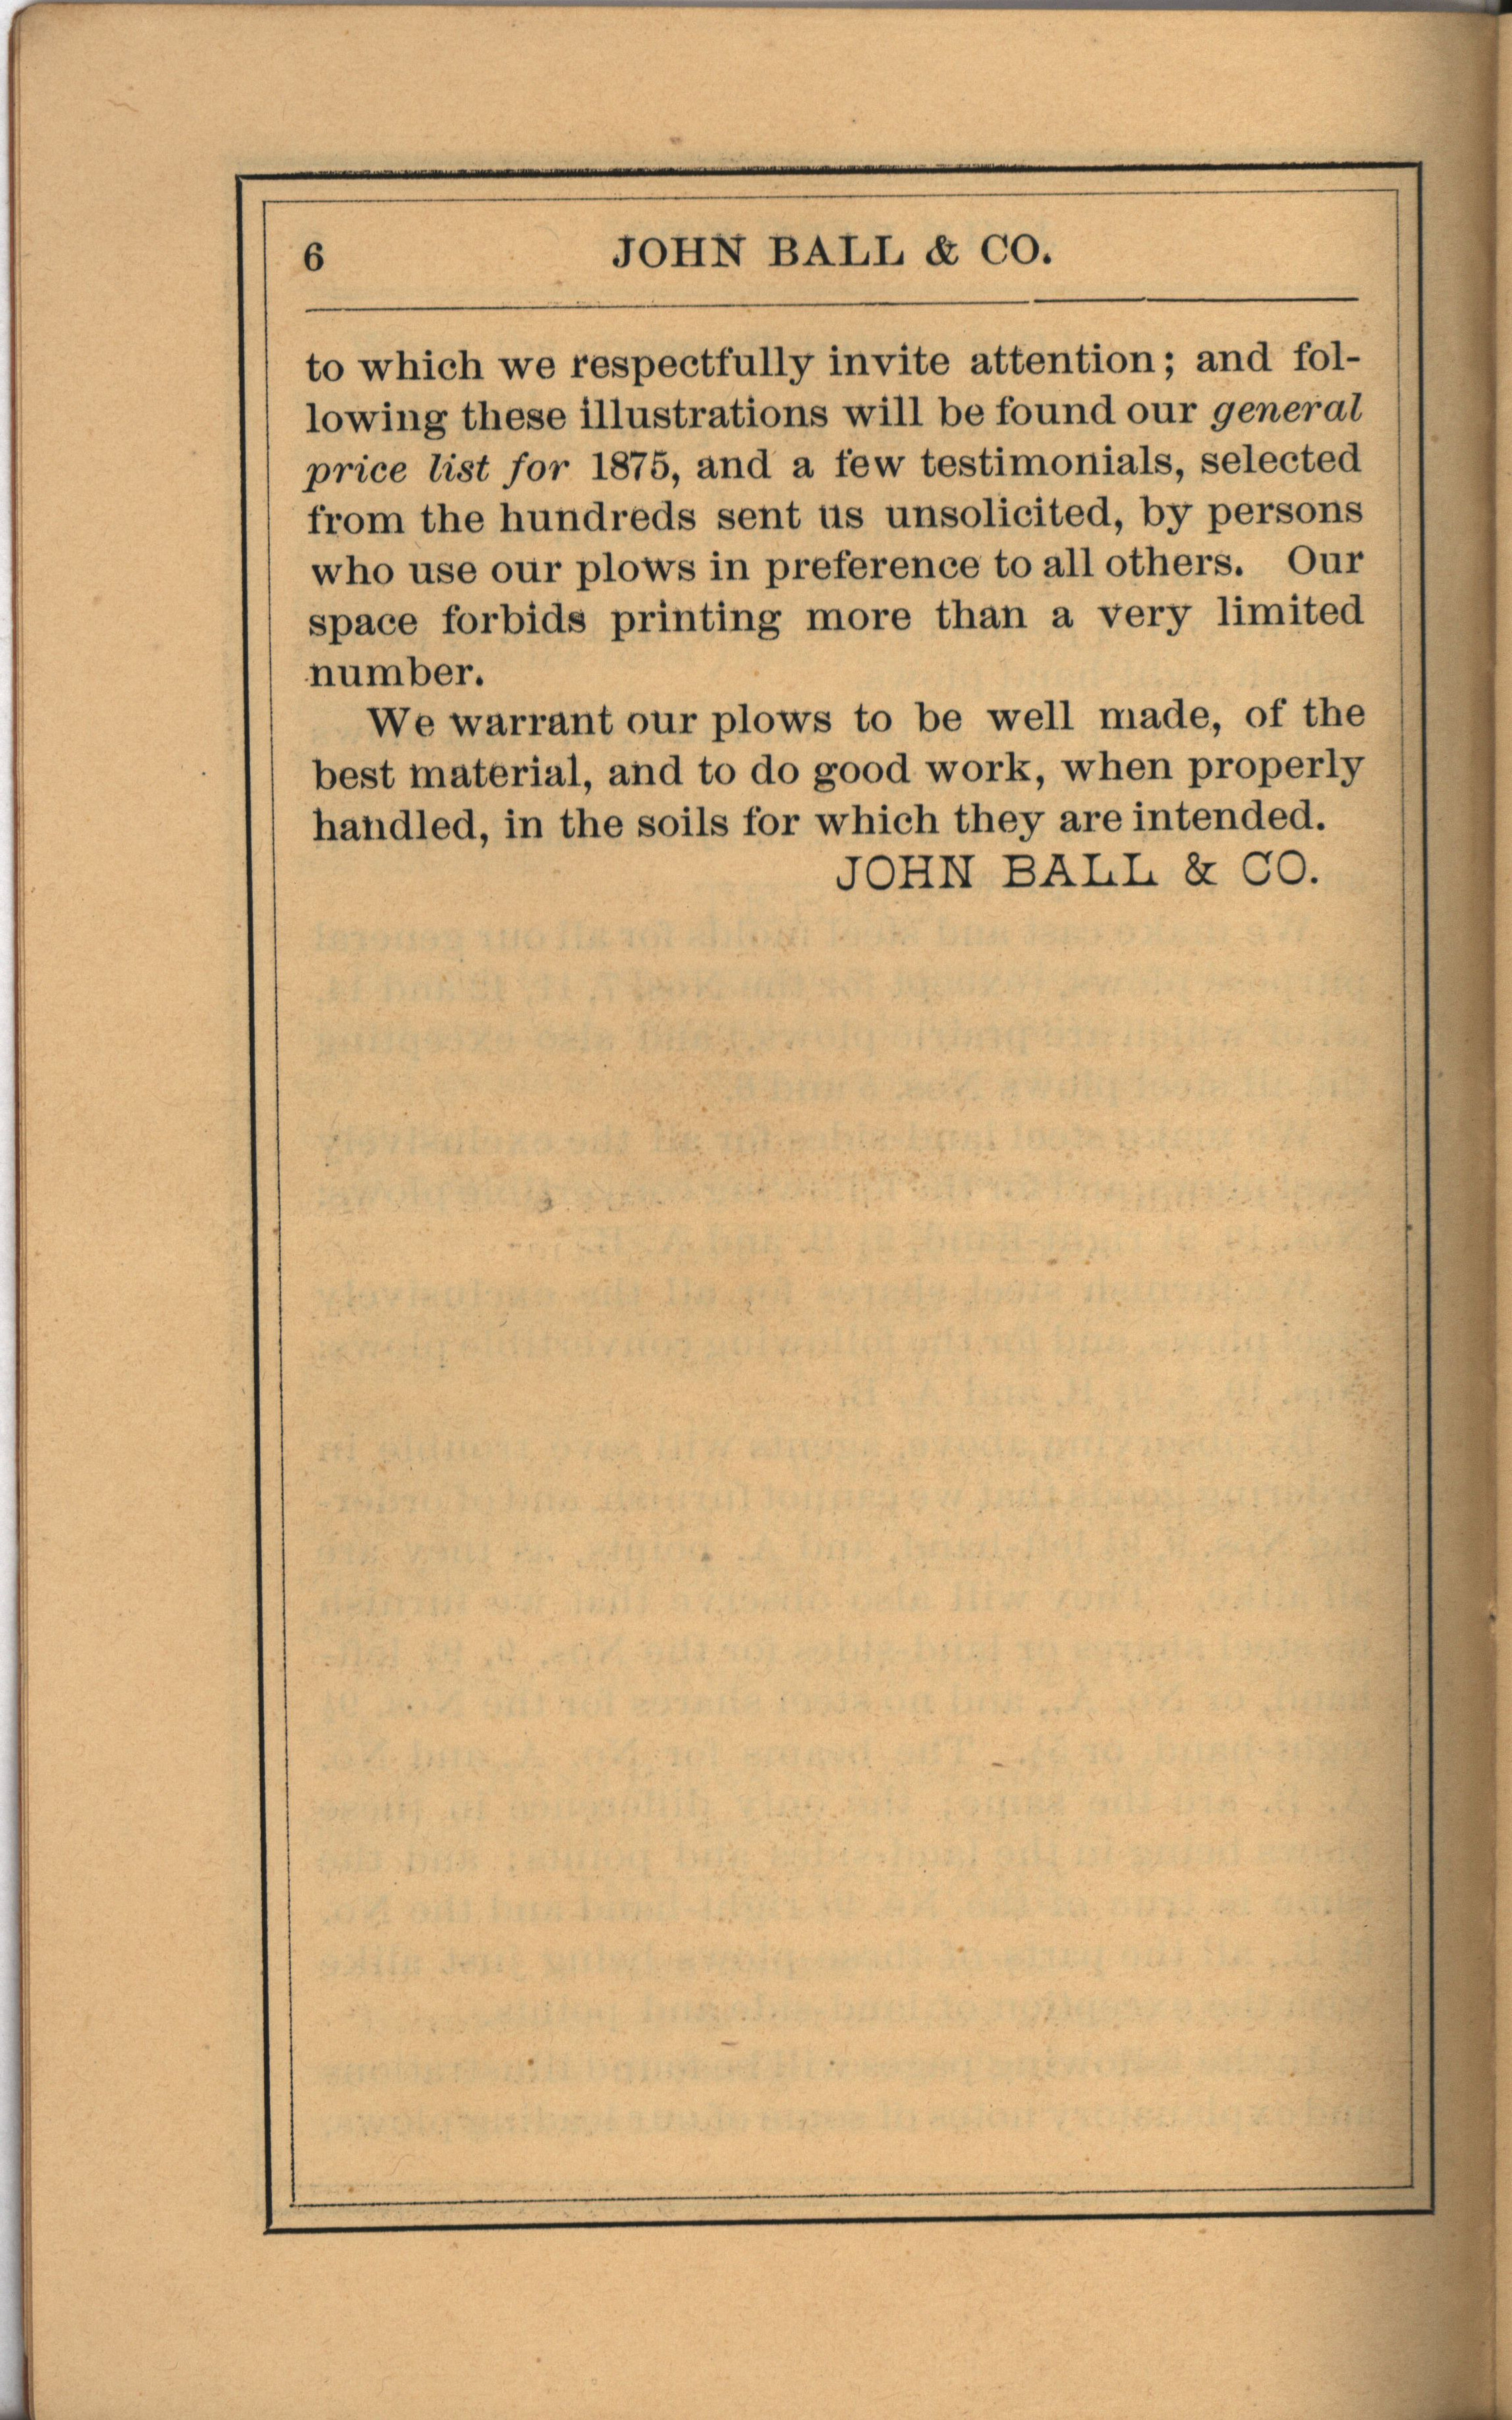 6 JOHN BALL & CO.
to which we respectfully invite attention; and fol-
lowing these illustrations will be found our general
price list for 1875, and a few testimonials, selected
from the hundreds sent us unsolicited, by persons
who use our plows in preference to all others. Our
space forbids printing more than a very limited
number.
We warrant our plows to be well made, of the
best material, and to do good work, when properly
handled, in the soils for which they are intended.
JOHN BALL & CO.